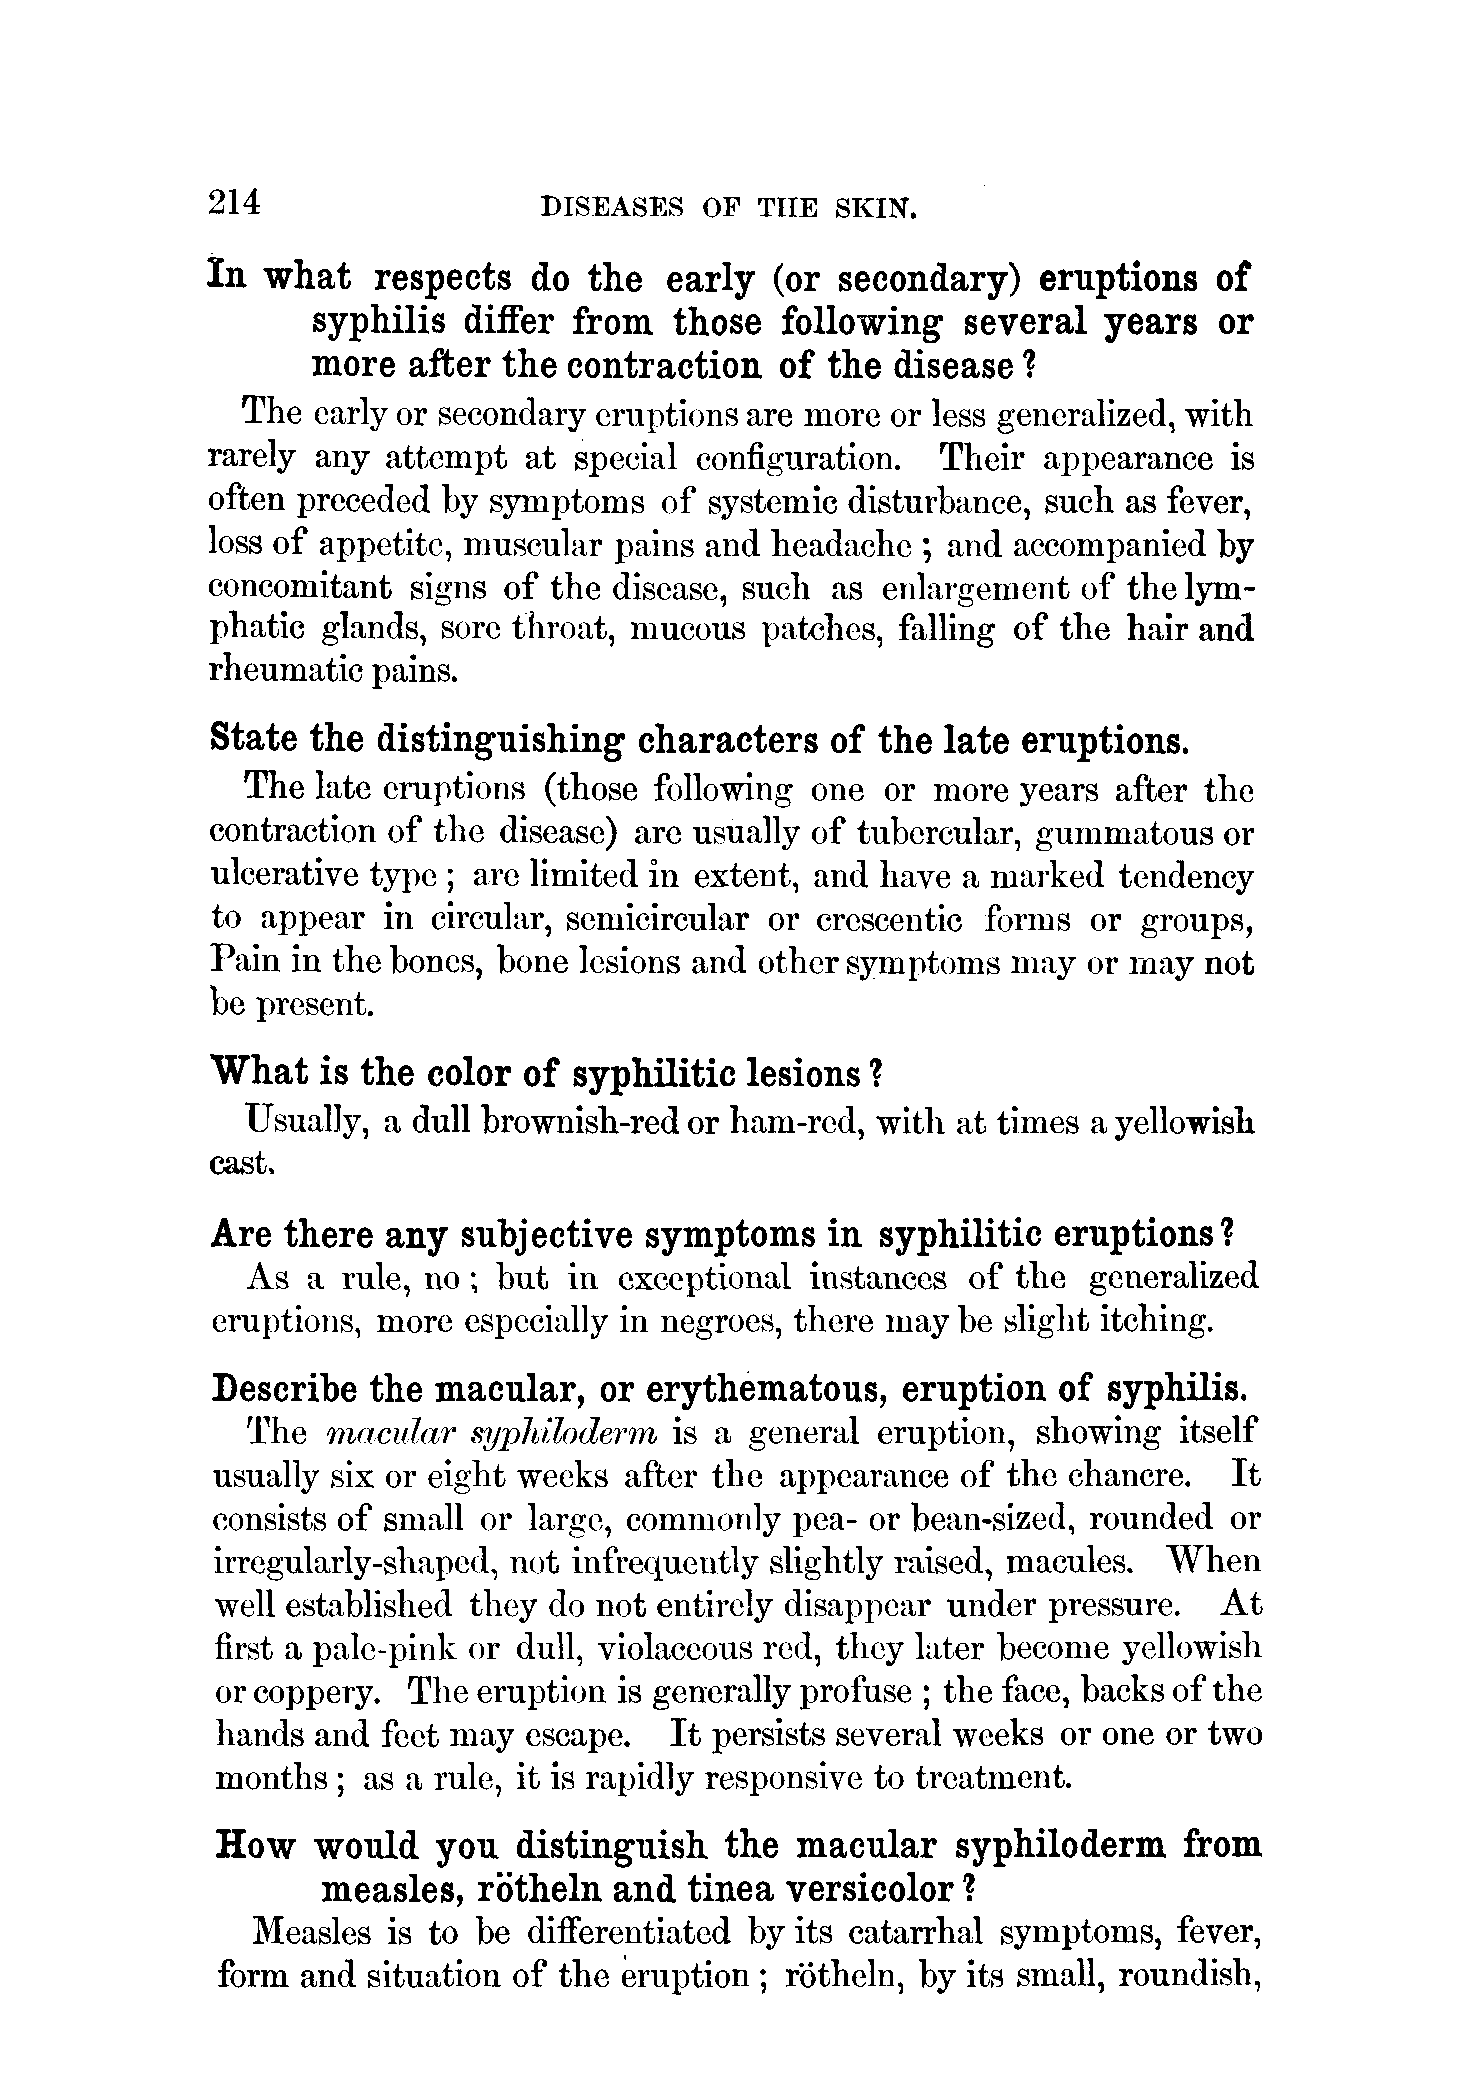 214 DISEASES OF THE SKIN.
In what respects do the early (or secondary) eruptions of
syphilis differ from those following several years or
more after the contraction of the disease?
The early or secondary eruptions are more or less generalized, with
rarely any attempt at special configuration. Their appearance is
often preceded by symptoms of systemic disturbance, such as fever,
loss of appetite, muscular pains and headache; and accompanied by
concomitant signs of the disease, such as enlargement of the lym-
phatic glands, sore throat, mucous patches, falling of the hair and
rheumatic pains.
State the distinguishing characters of the late eruptions.
The late eruptions (those following one or more years after the
contraction of the disease) are usually of tubercular, gummatous or
ulcerative type; are limited in extent, and have a marked tendency
to appear in circular, semicircular or crescentic forms or groups,
Pain in the bones, bone lesions and other symptoms may or may not
be present.
What is the color of syphilitic lesions?
Usually, a dull brownish-red or ham-red, with at times a yellowish
cast.
Are there any subjective symptoms in syphilitic eruptions?
As a rule, no; but in exceptional instances of the generalized
eruptions, more especially in negroes, there may be slight itching.
Describe the macular, or erythematous, eruption of syphilis.
The macular syphiloderm is a general eruption, showing itself
usually six or eight weeks after the appearance of the chancre. It
consists of small or large, commonly pea- or bean-sized, rounded or
irregularly-shaped, not infrequently slightly raised, macules. When
well established they do not entirely disappear under pressure. At
first a pale-pink or dull, violaceous red, they later become yellowish
or coppery. The eruption is generally profuse; the face, backs of the
hands and feet may escape. It persists several weeks or one or two
months; as a rule, it is rapidly responsive to treatment.
How would you distinguish the macular syphiloderm from
measles, rötheln and tinea versicolor?
Measles is to be differentiated by its catarrhal symptoms, fever,
form and situation of the eruption; rötheln, by its small, roundish,